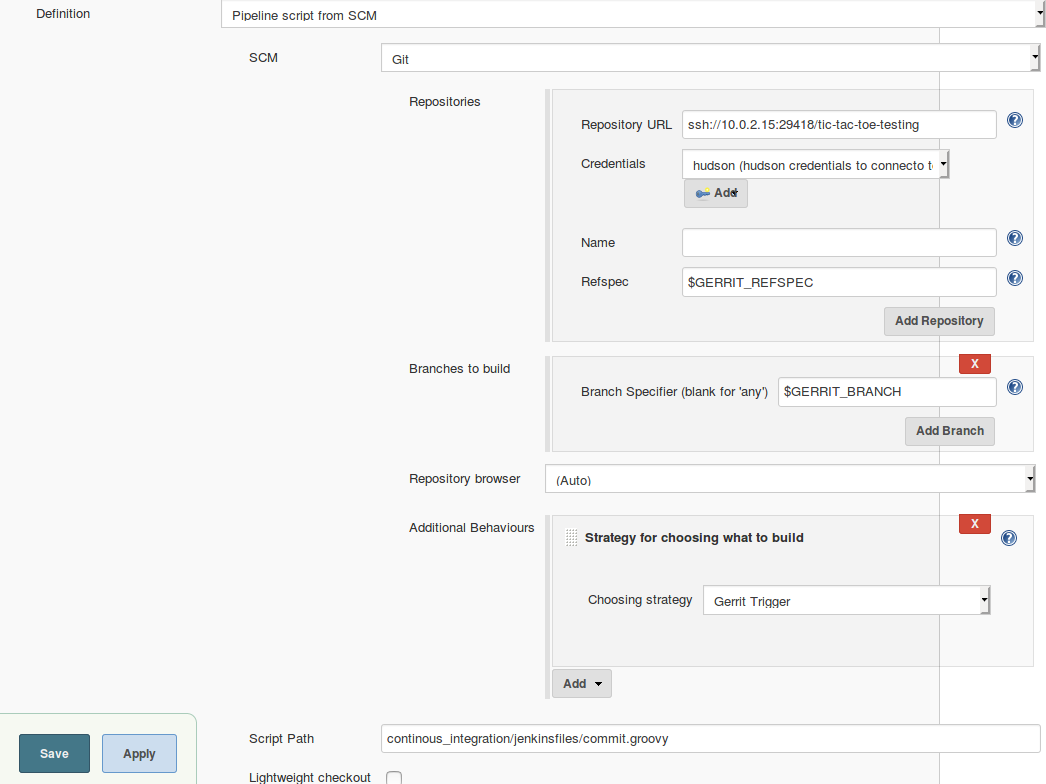 Definition
Pipeline script from SCM
SCM
Git
Repositories
Repository URL
ssh://10.0.2.15:29418/tic-tac-toe-testing
Credentials
hudson (hudson credentials to connecto t
Add
Name
Refspec
$GERRIT_REFSPEC
Add Repository
Branches to build
X
Branch Specifier (blank for 'any')
$GERRIT_BRANCH
Add Branch
Repository browser
(Auto)
Additional Behaviours
X
Strategy for choosing what to build
Choosing strategy
Gerrit Trigger
Add
Script Path
continous_integration/jenkinsfiles/commit.groovy
Lightweight checkout
Save
Apply